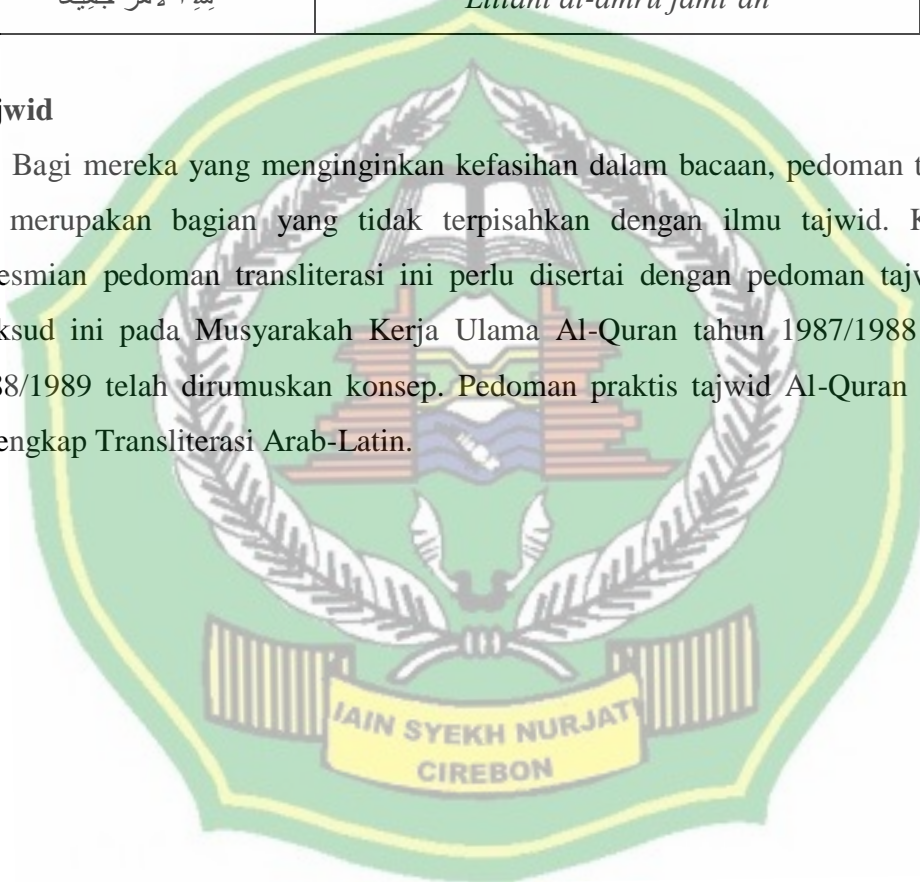 al-amru
jwid
Bagi mereka yang menginginkan kefasihan dalam bacaan, pedoman t
merupakan bagian yang tidak terpisahkan dengan ilmu tajwid. K
esmian pedoman transliterasi ini perlu disertai dengan pedoman tajw
ksud ini pada Musyarakah Kerja Ulama Al-Quran tahun 1987/1988
88/1989 telah dirumuskan konsep. Pedoman praktis tajwid Al-Quran
engkap Transliterasi Arab-Latin.
IAIN SYEKH NURJATI
CIREBON